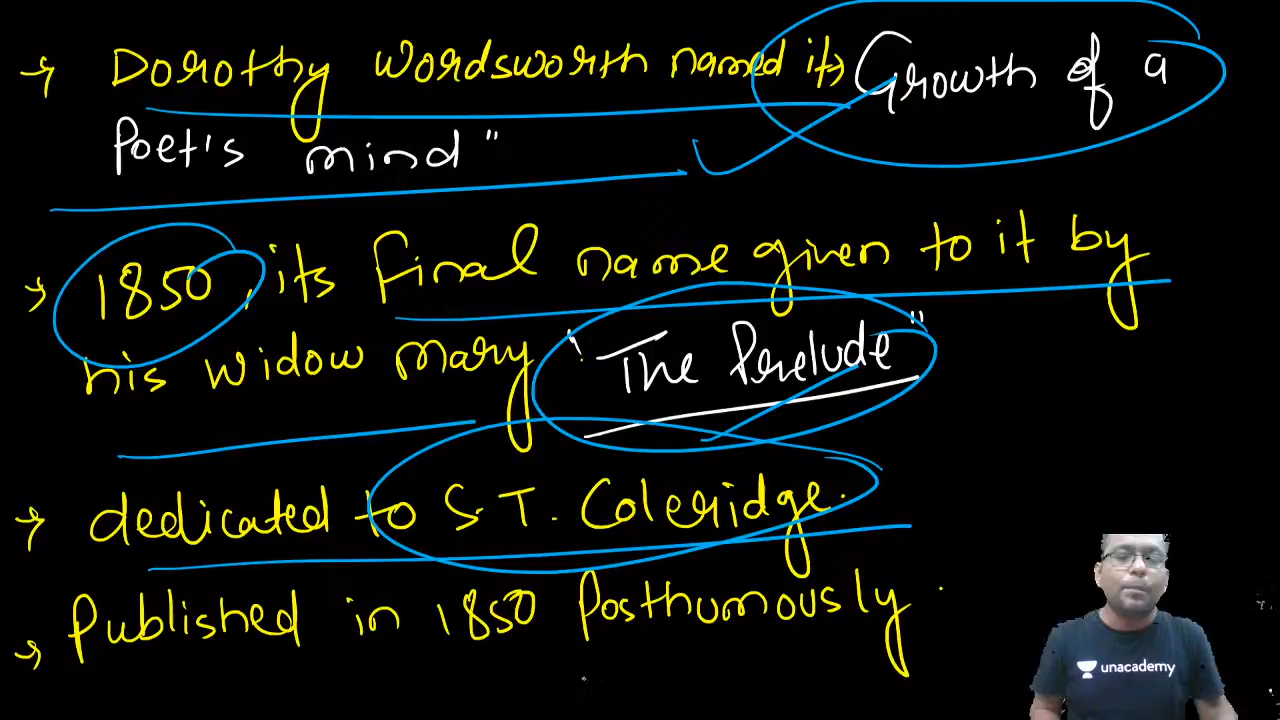 → Dorothy Wordsworth named its Growth of a
Poet's mind"
→ 1850, its final name given to it by
his widow mary "The Prelude"
→ dedicated to S.T. Coleridge.
→ Published in 1850 Posthumously.
unacademy